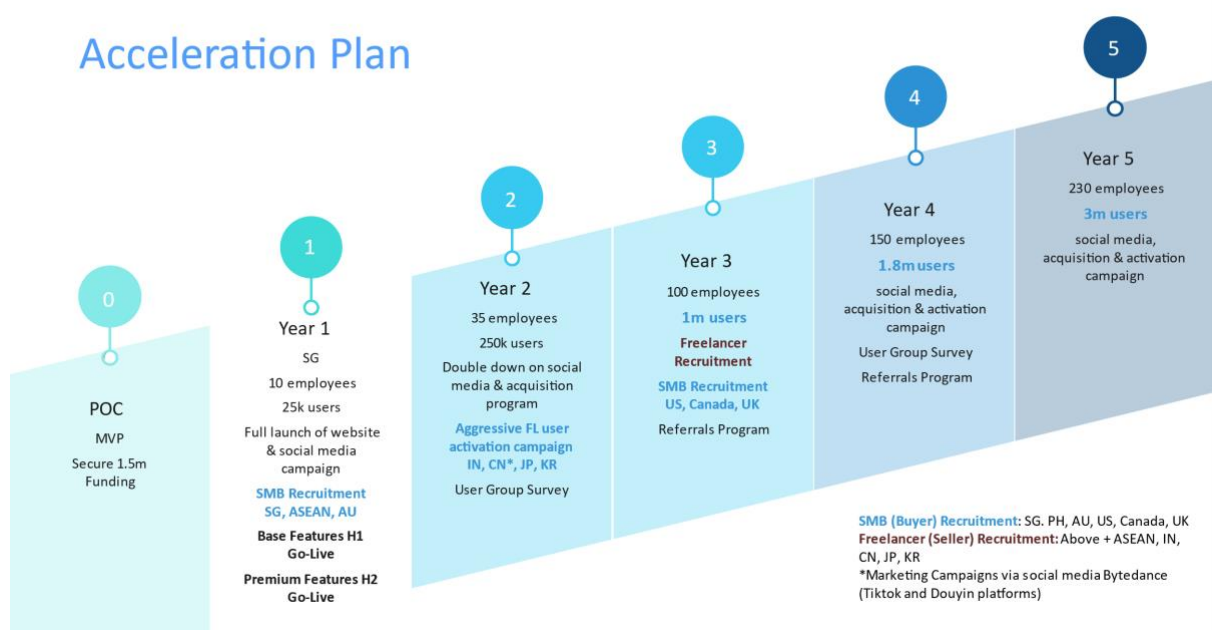 Acceleration Plan
0
POC
MVP
Secure 1.5m
Funding
1
Year 1
SG
10 employees
25k users
Full launch of website
& social media
campaign
SMB Recruitment
SG, ASEAN, AU
Base Features H1
Go-Live
Premium Features H2
Go-Live
2
Year 2
35 employees
250k users
Double down on social
media & acquisition
program
Aggressive FL user
activation campaign
IN, CN*, JP, KR
User Group Survey
3
Year 3
100 employees
1m users
Freelancer
Recruitment
SMB Recruitment
US, Canada, UK
Referrals Program
4
Year 4
150 employees
1.8m users
social media,
acquisition & activation
campaign
User Group Survey
Referrals Program
5
Year 5
230 employees
3m users
social media,
acquisition & activation
campaign
SMB (Buyer) Recruitment: SG. PH, AU, US, Canada, UK
Freelancer (Seller) Recruitment: Above + ASEAN, IN,
CN, JP, KR
*Marketing Campaigns via social media Bytedance
(Tiktok and Douyin platforms)